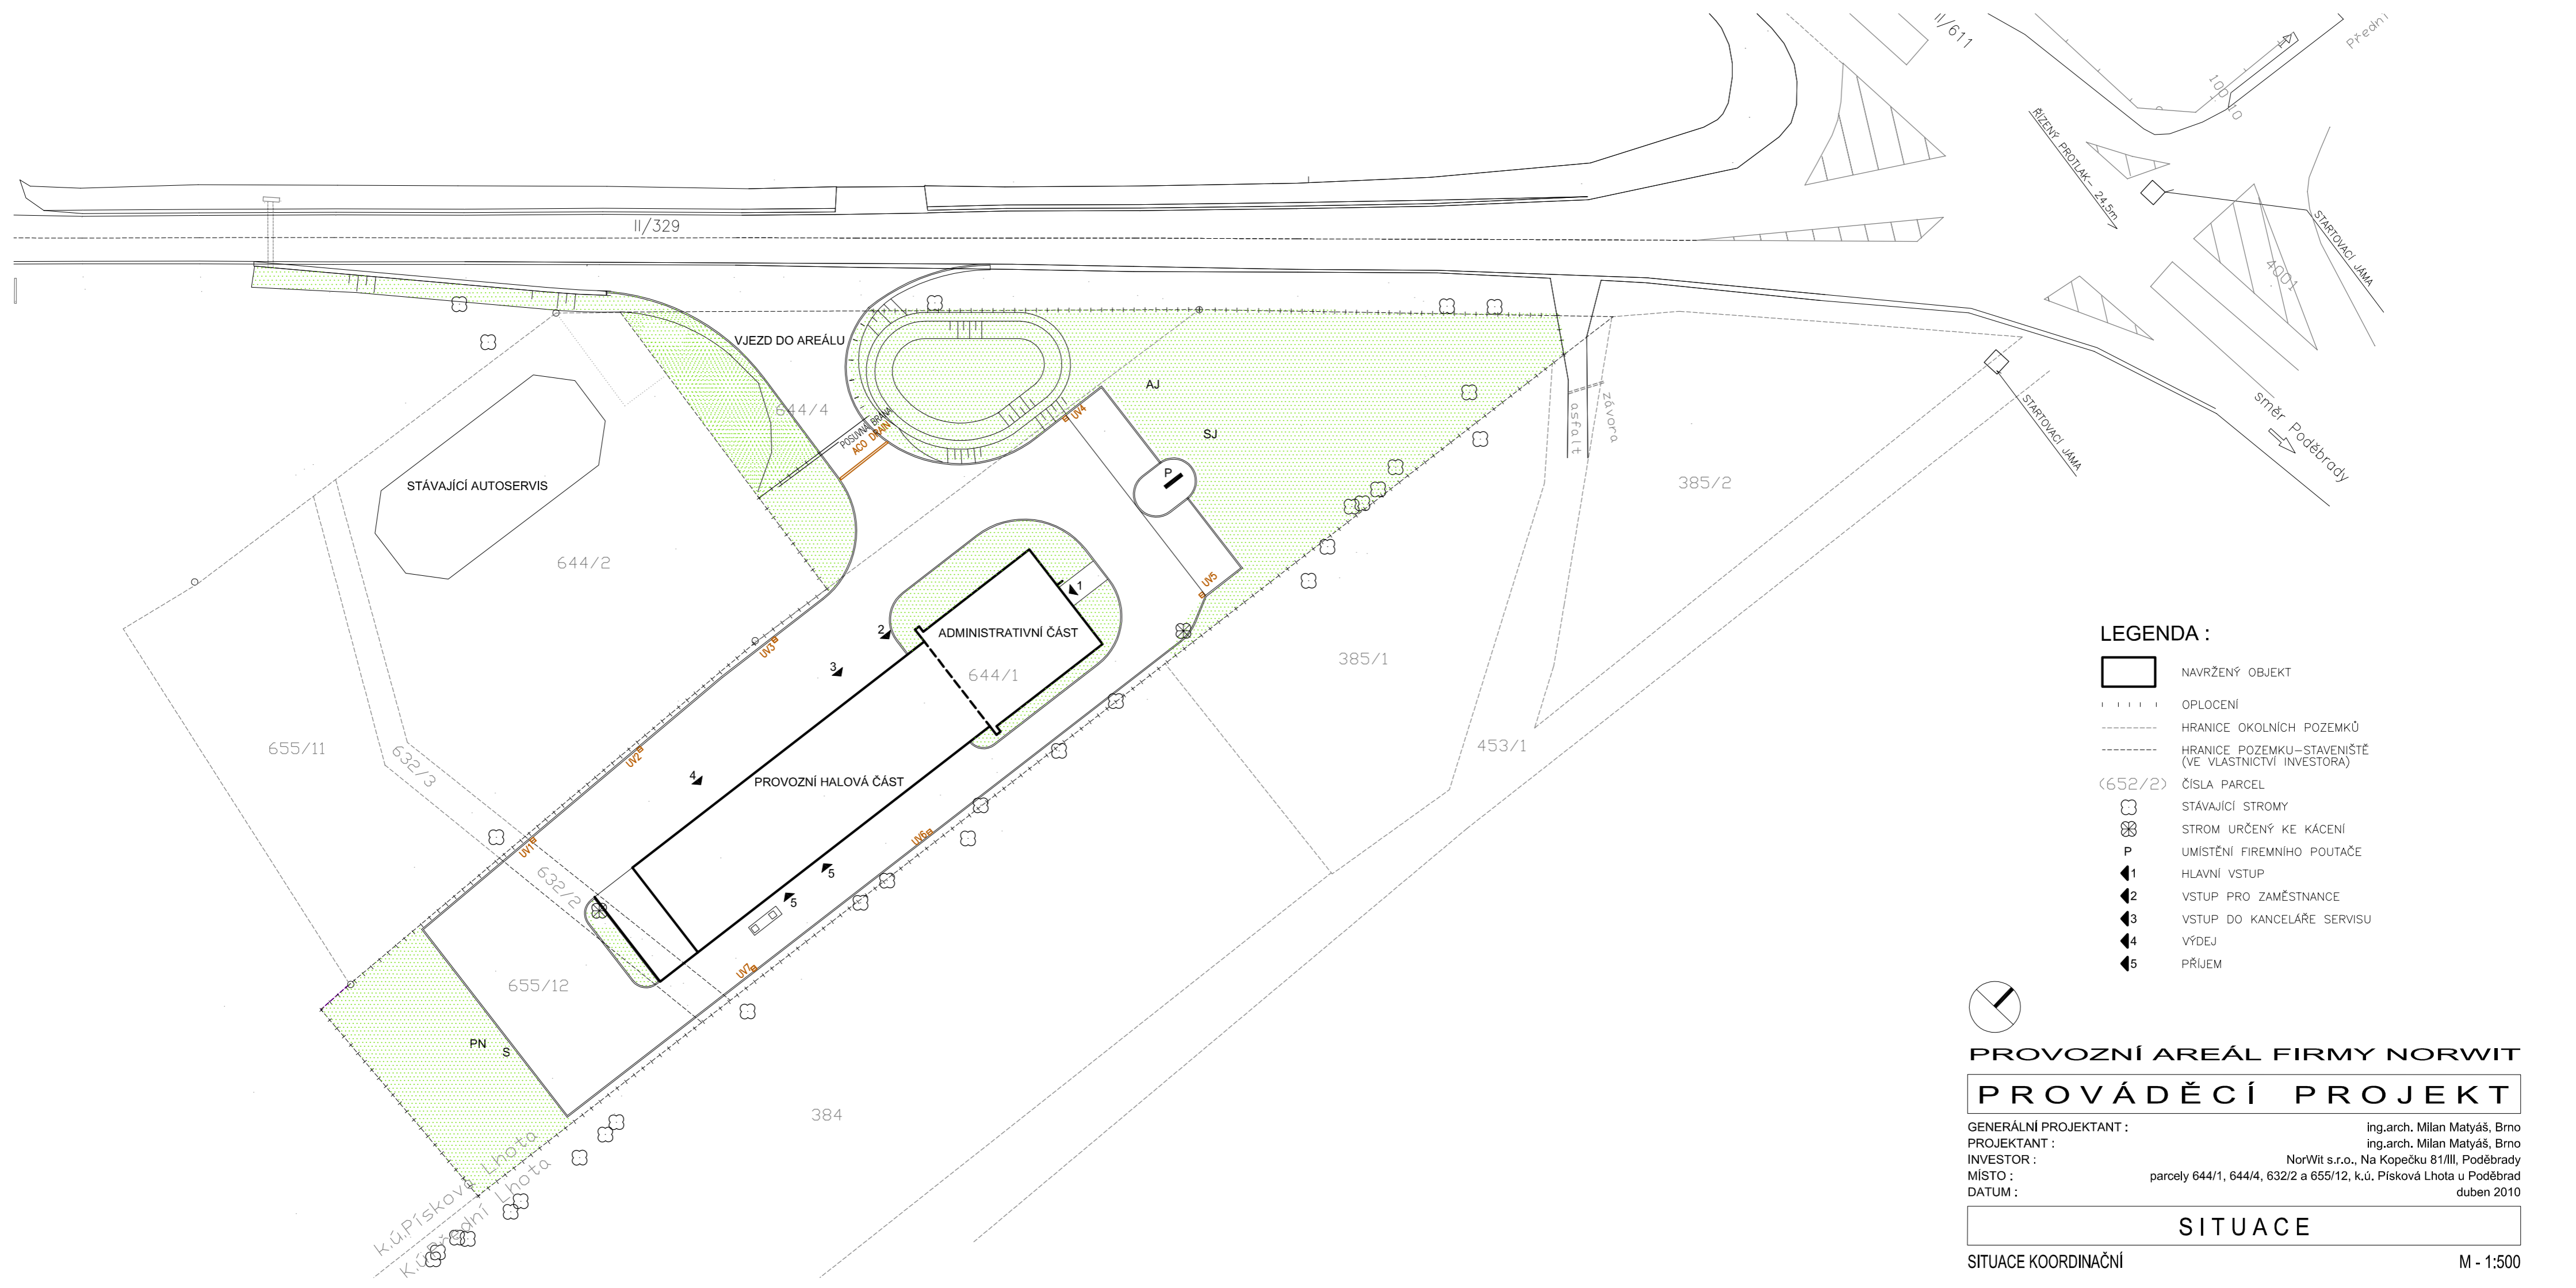 II/611
Přední
100
10
ŘÍZENÝ PROTLAK- 24,5m
STARTOVACÍ JÁMA
4001
II/329
směr Poděbrady
VJEZD DO AREÁLU
644/4
POSUVNÁ BRÁNA
ACO DRAIN
UV4
AJ
SJ
P
asfalt
závora
STARTOVACÍ JÁMA
385/2
STÁVAJÍCÍ AUTOSERVIS
644/2
UV5
1
2
ADMINISTRATIVNÍ ČÁST
UV3
3
644/1
385/1
655/11
632/3
UV2
4
PROVOZNÍ HALOVÁ ČÁST
453/1
UV1
UV6
632/2
5
5
UV7
655/12
PN
S
384
k.ú.Písková Lhota
k.ú.Přední Lhota
LEGENDA :
NAVRŽENÝ OBJEKT
OPLOCENÍ
HRANICE OKOLNÍCH POZEMKŮ
HRANICE POZEMKU-STAVENIŠTĚ
(VE VLASTNICTVÍ INVESTORA)
(652/2) ČÍSLA PARCEL
STÁVAJÍCÍ STROMY
STROM URČENÝ KE KÁCENÍ
P UMÍSTĚNÍ FIREMNÍHO POUTAČE
1 HLAVNÍ VSTUP
2 VSTUP PRO ZAMĚSTNANCE
3 VSTUP DO KANCELÁŘE SERVISU
4 VÝDEJ
5 PŘÍJEM
PROVOZNÍ AREÁL FIRMY NORWIT
PROVÁDĚCÍ PROJEKT
GENERÁLNÍ PROJEKTANT : ing.arch. Milan Matyáš, Brno
PROJEKTANT : ing.arch. Milan Matyáš, Brno
INVESTOR : NorWit s.r.o., Na Kopečku 81/III, Poděbrady
MÍSTO : parcely 644/1, 644/4, 632/2 a 655/12, k.ú. Písková Lhota u Poděbrad
DATUM : duben 2010
SITUACE
SITUACE KOORDINAČNÍ M - 1:500